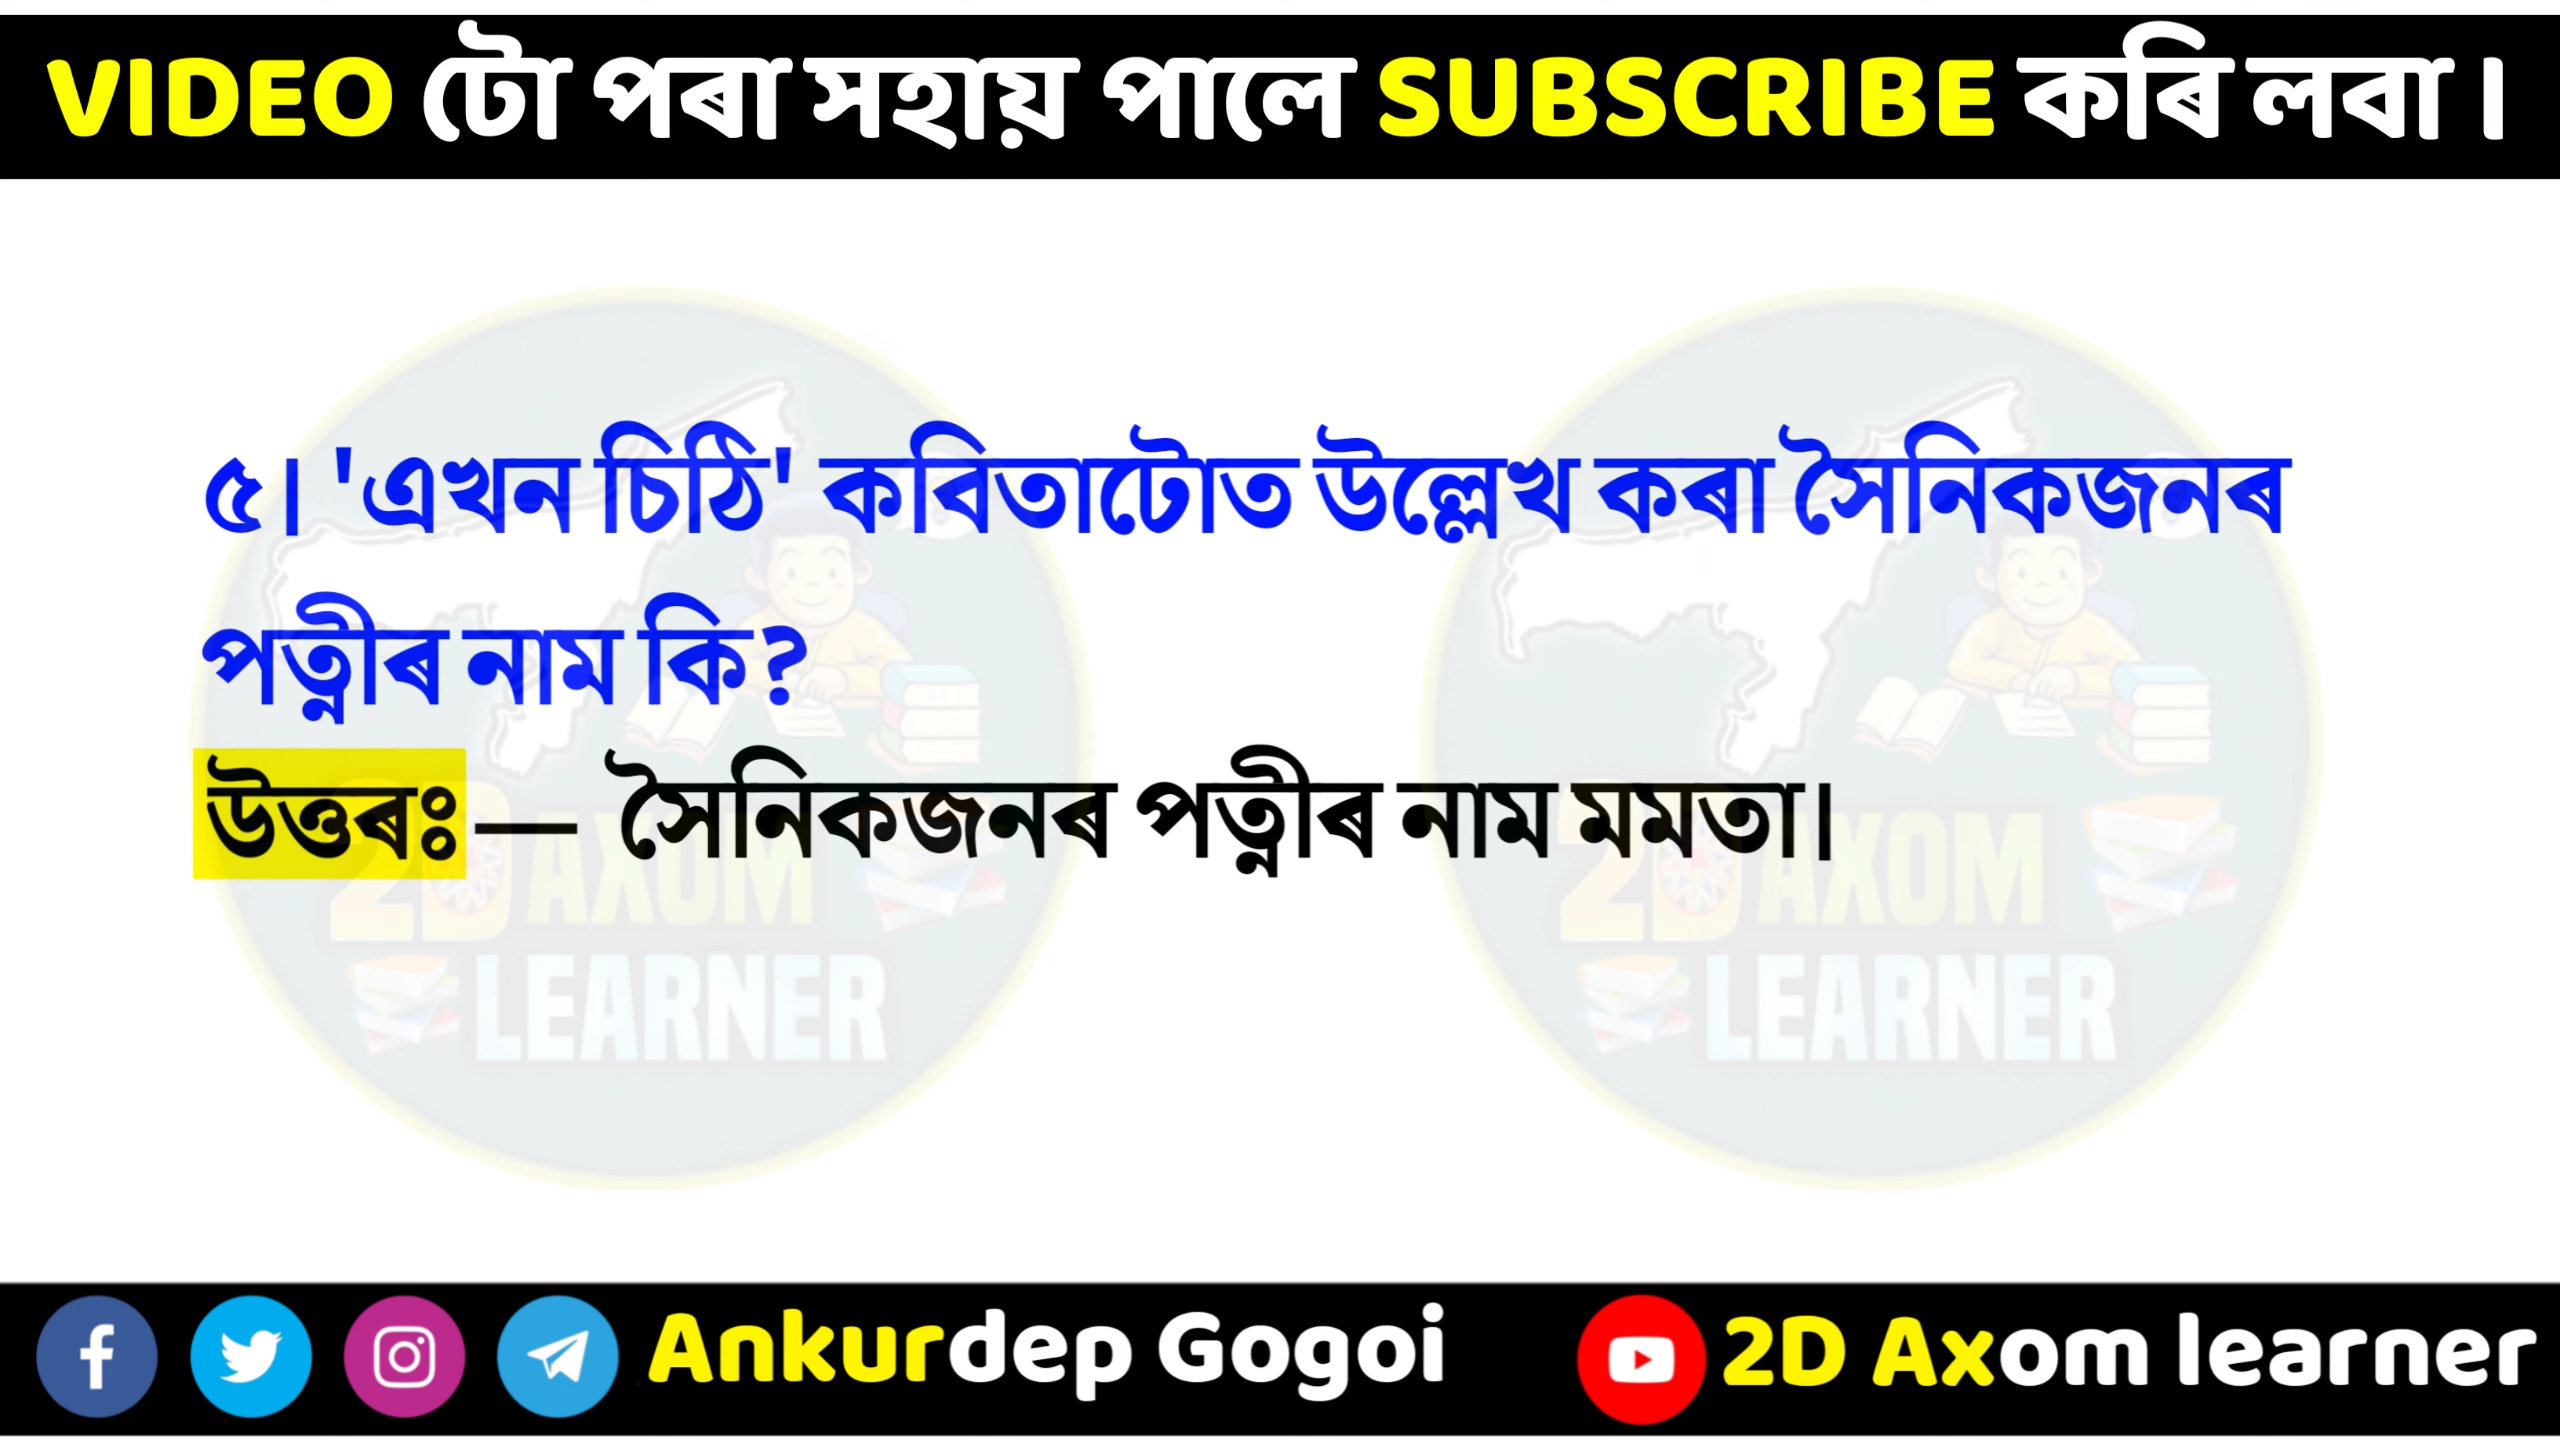 VIDEO টো পৰা সহায় পালে SUBSCRIBE কৰি লবা ।
৫। 'এখন চিঠি' কবিতাটোত উল্লেখ কৰা সৈনিকজনৰ
পত্নীৰ নাম কি?
উত্তৰঃ — সৈনিকজনৰ পত্নীৰ নাম মমতা।
2D AXOM
LEARNER
2D AXOM
LEARNER
Ankurdep Gogoi
2D Axom learner